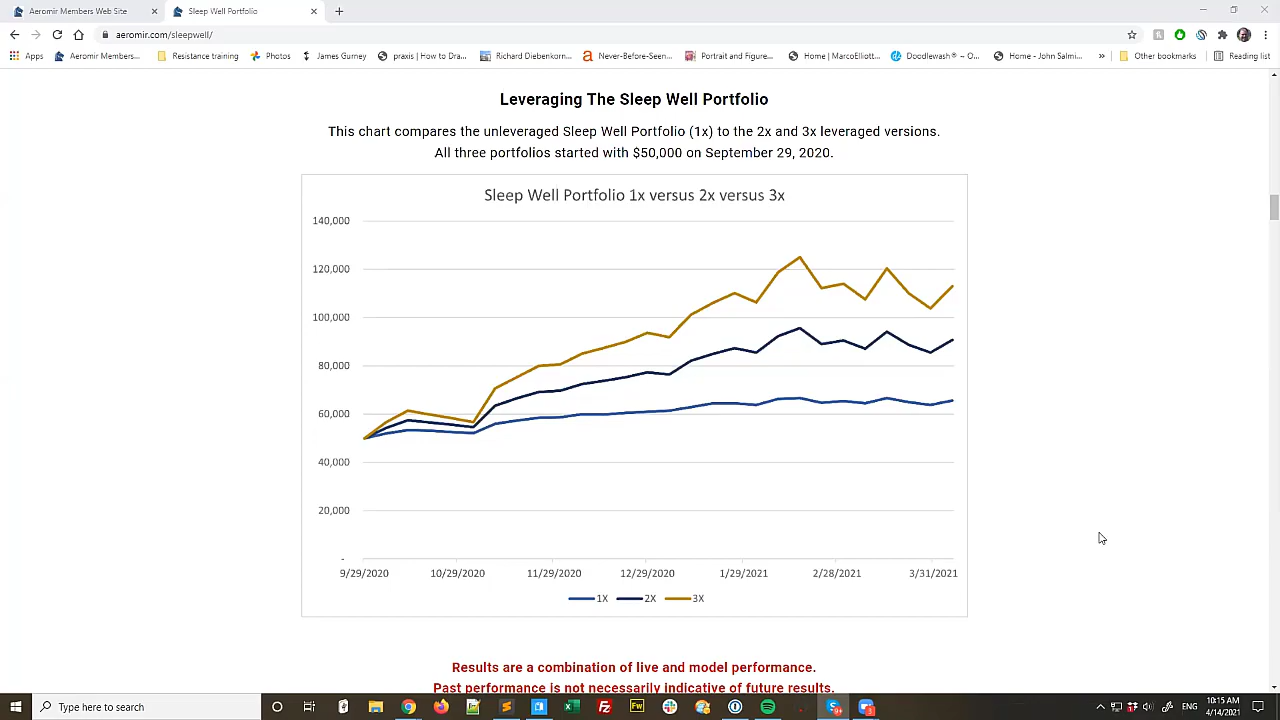 Aeromir Members Web Site
Sleep Well Portfolio
aeromir.com/sleepwell/
Apps
Aeromir Members...
Resistance training
Photos
James Gurney
praxis | How to Dra...
Richard Diebenkorn...
Never-Before-Seen...
Portrait and Figure...
Home | MarcoElliott...
Doodlewash® ~ O...
Home - John Salmi...
»
Other bookmarks
Reading list
Leveraging The Sleep Well Portfolio
This chart compares the unleveraged Sleep Well Portfolio (1x) to the 2x and 3x leveraged versions.
All three portfolios started with $50,000 on September 29, 2020.
Sleep Well Portfolio 1x versus 2x versus 3x
140,000
120,000
100,000
80,000
60,000
40,000
20,000
-
9/29/2020 10/29/2020 11/29/2020 12/29/2020 1/29/2021 2/28/2021 3/31/2021
1X 2X 3X
Results are a combination of live and model performance.
Past performance is not necessarily indicative of future results.
Type here to search
Fw
ENG
10:15 AM
4/14/2021